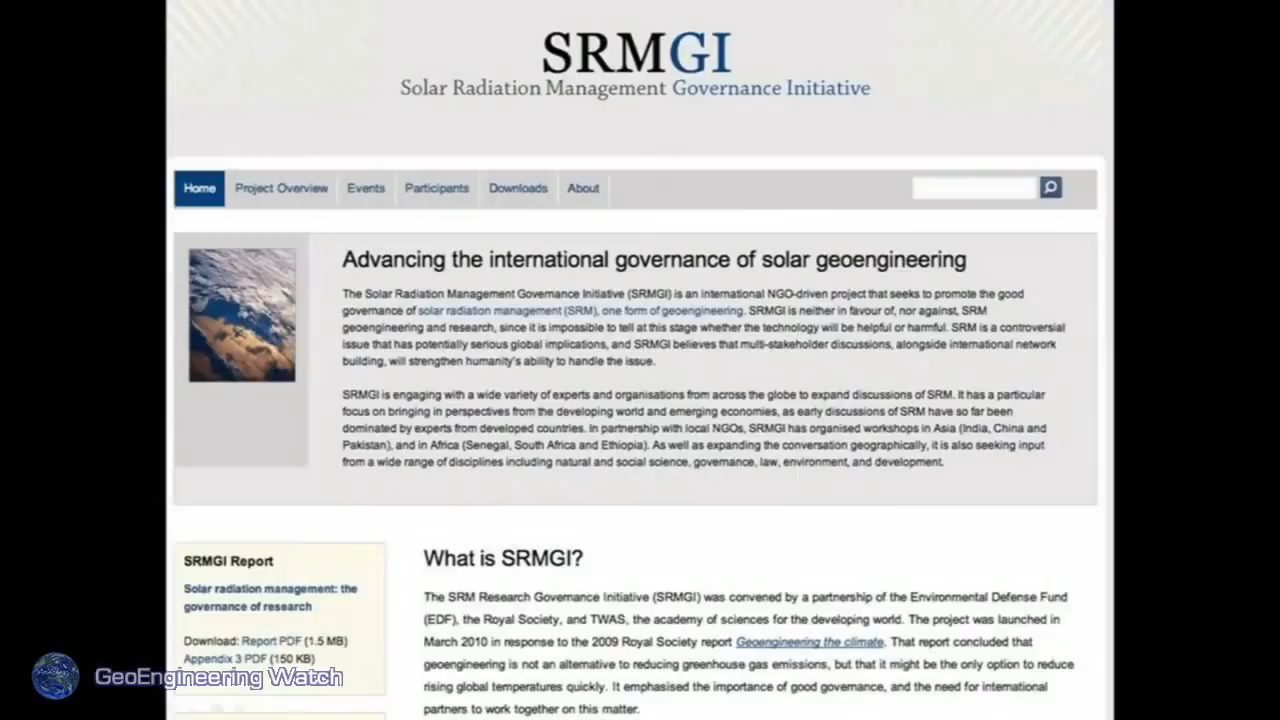 SRMGI
Solar Radiation Management Governance Initiative
Home Project Overview Events Participants Downloads About
Advancing the international governance of solar geoengineering
The Solar Radiation Management Governance Initiative (SRMGI) is an international NGO-driven project that seeks to promote the good
governance of solar radiation management (SRM), one form of geoengineering. SRMGI is neither in favour of, nor against, SRM
geoengineering and research, since it is impossible to tell at this stage whether the technology will be helpful or harmful. SRM is a controversial
issue that has potentially serious global implications, and SRMGI believes that multi-stakeholder discussions, alongside international network
building, will strengthen humanity's ability to handle the issue.
SRMGI is engaging with a wide variety of experts and organisations from across the globe to expand discussions of SRM. It has a particular
focus on bringing in perspectives from the developing world and emerging economies, as early discussions of SRM have so far been
dominated by experts from developed countries. In partnership with local NGOs, SRMGI has organised workshops in Asia (India, China and
Pakistan), and in Africa (Senegal, South Africa and Ethiopia). As well as expanding the conversation geographically, it is also seeking input
from a wide range of disciplines including natural and social science, governance, law, environment, and development.
SRMGI Report
Solar radiation management: the
governance of research
Download: Report PDF (1.5 MB)
Appendix 3 PDF (150 KB)
What is SRMGI?
The SRM Research Governance Initiative (SRMGI) was convened by a partnership of the Environmental Defense Fund
(EDF), the Royal Society, and TWAS, the academy of sciences for the developing world. The project was launched in
March 2010 in response to the 2009 Royal Society report Geoengineering the climate. That report concluded that
geoengineering is not an alternative to reducing greenhouse gas emissions, but that it might be the only option to reduce
rising global temperatures quickly. It emphasised the importance of good governance, and the need for international
partners to work together on this matter.
GeoEngineering Watch